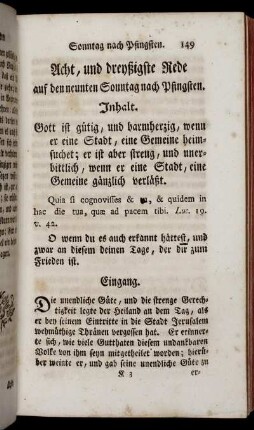 Sonntag nach Pfingsten. 149
Acht, und dreyßigste Rede
auf den neunten Sonntag nach Pfingsten.
Inhalt.
Gott ist gütig, und barmherzig, wenn
er eine Stadt, eine Gemeine heim-
suchet; er ist aber streng, und uner-
bittlich, wenn er eine Stadt, eine
Gemeine gänzlich verläßt.
Quia si cognovisses & tu, & quidem in
hac die tua, quæ ad pacem tibi. Luc. 19.
v. 42.
O wenn du es auch erkannt hättest, und
zwar an diesem deinen Tage, der dir zum
Frieden ist.
Eingang.
Die unendliche Güte, und die strenge Gerech-
tigkeit legte der Heiland an dem Tag, als
er bey seinem Eintritte in die Stadt Jerusalem
wehmüthige Thränen vergossen hat. Er erinner-
te sich, wie viele Gutthaten diesem undankbaren
Volke von ihm seyn mitgetheilet worden; hierü-
ber weinte er, und gab seine unendliche Güte zu
K 3 er-